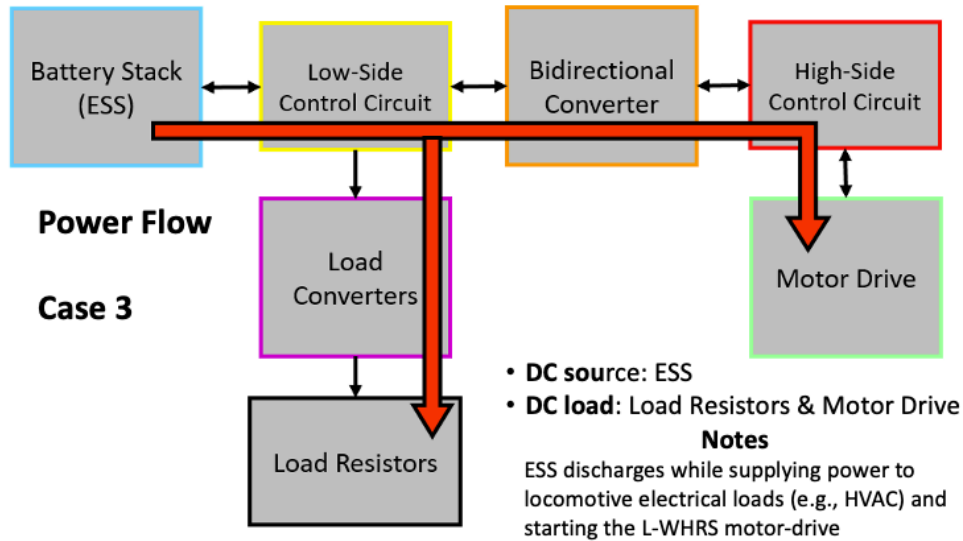 Battery Stack
(ESS)
Low-Side
Control Circuit
Bidirectional
Converter
High-Side
Control Circuit
Power Flow
Case 3
Load
Converters
Motor Drive
Load Resistors
• DC source: ESS
• DC load: Load Resistors & Motor Drive
Notes
ESS discharges while supplying power to
locomotive electrical loads (e.g., HVAC) and
starting the L-WHRS motor-drive